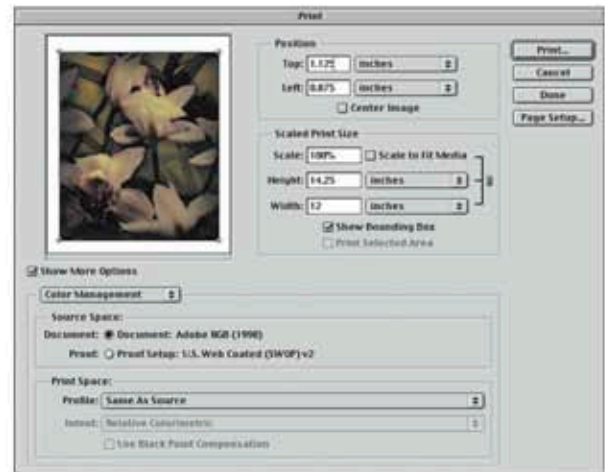 Print
Position
Top: 1.125 inches
Left: 0.875 inches
Center Image
Scaled Print Size
Scale: 100% Scale to Fit Media
Height: 14.25 inches
Width: 12 inches
Show Bounding Box
Print Selected Area
Print...
Cancel
Done
Page Setup...
Show More Options
Color Management
Source Space:
Document: Document: Adobe RGB (1998)
Proof: Proof Setup: U.S. Web Coated (SWOP) v2
Print Space:
Profile: Same As Source
Intent: Relative Colorimetric
Use Black Point Compensation